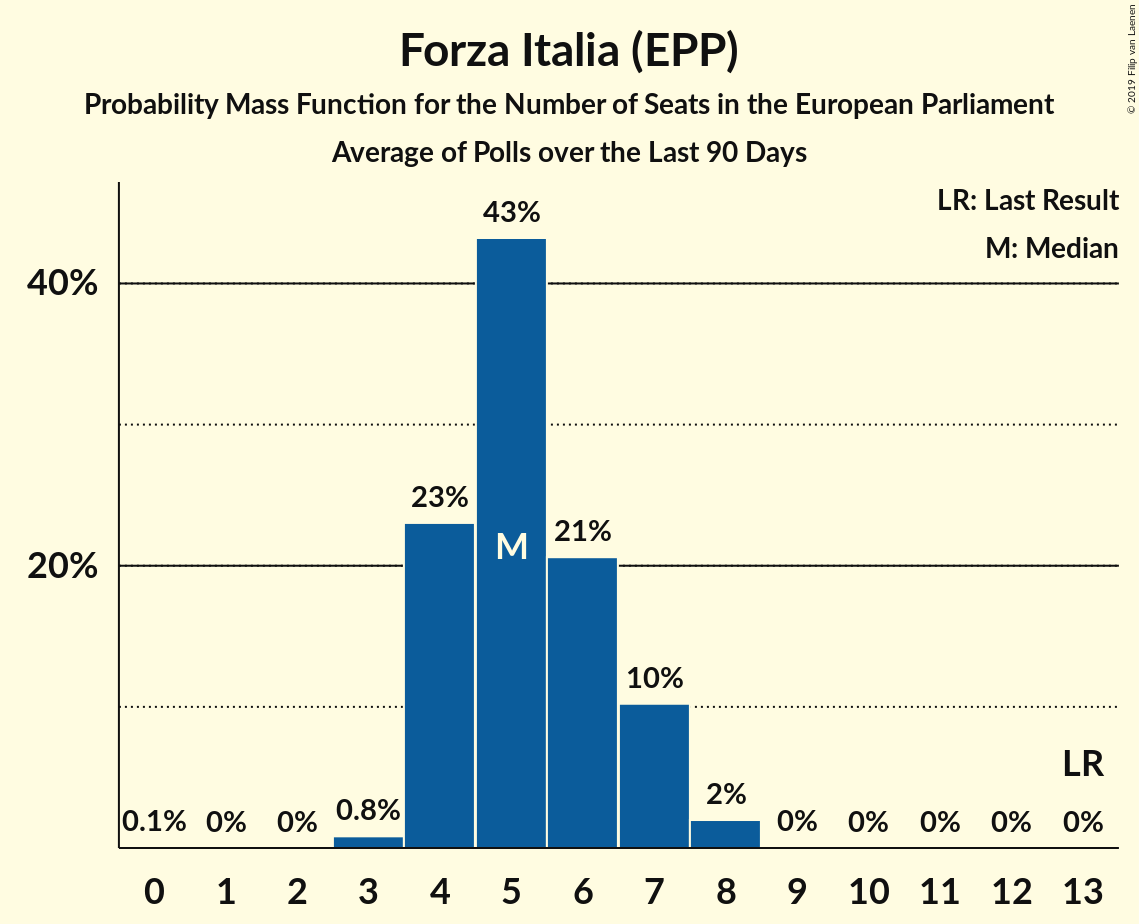 Forza Italia (EPP)
Probability Mass Function for the Number of Seats in the European Parliament
Average of Polls over the Last 90 Days
© 2019 Filip van Laenen
LR: Last Result
M: Median
43%
40%
23%
21%
M
20%
10%
LR
2%
0.8%
0.1% 0% 0% 0% 0% 0% 0% 0%
0 1 2 3 4 5 6 7 8 9 10 11 12 13